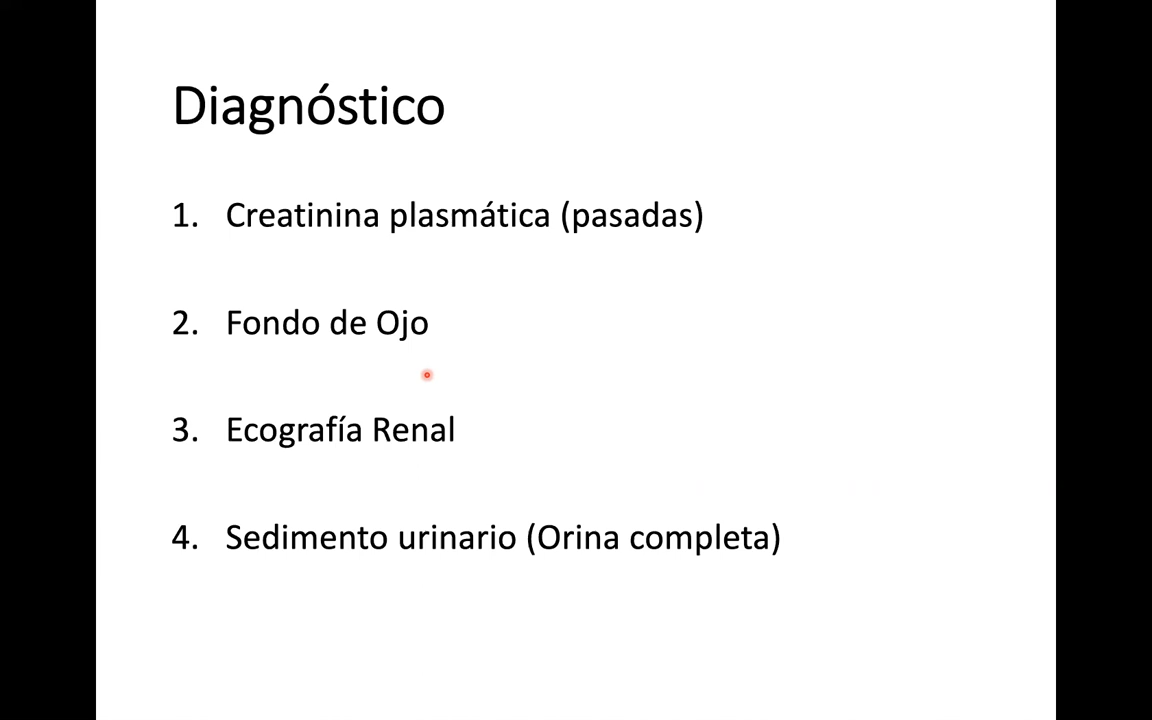 Diagnóstico
1. Creatinina plasmática (pasadas)
2. Fondo de Ojo
3. Ecografía Renal
4. Sedimento urinario (Orina completa)